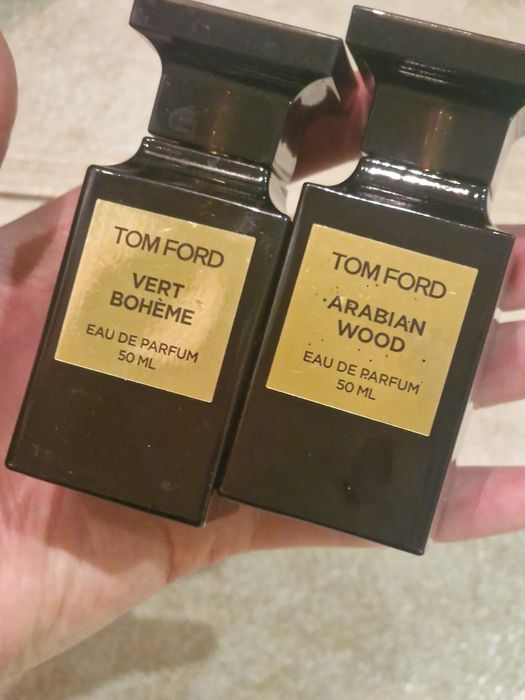 TOM FORD
VERT
BOHÈME
EAU DE PARFUM
50 ML
TOM FORD
ARABIAN
WOOD
EAU DE PARFUM
50 ML